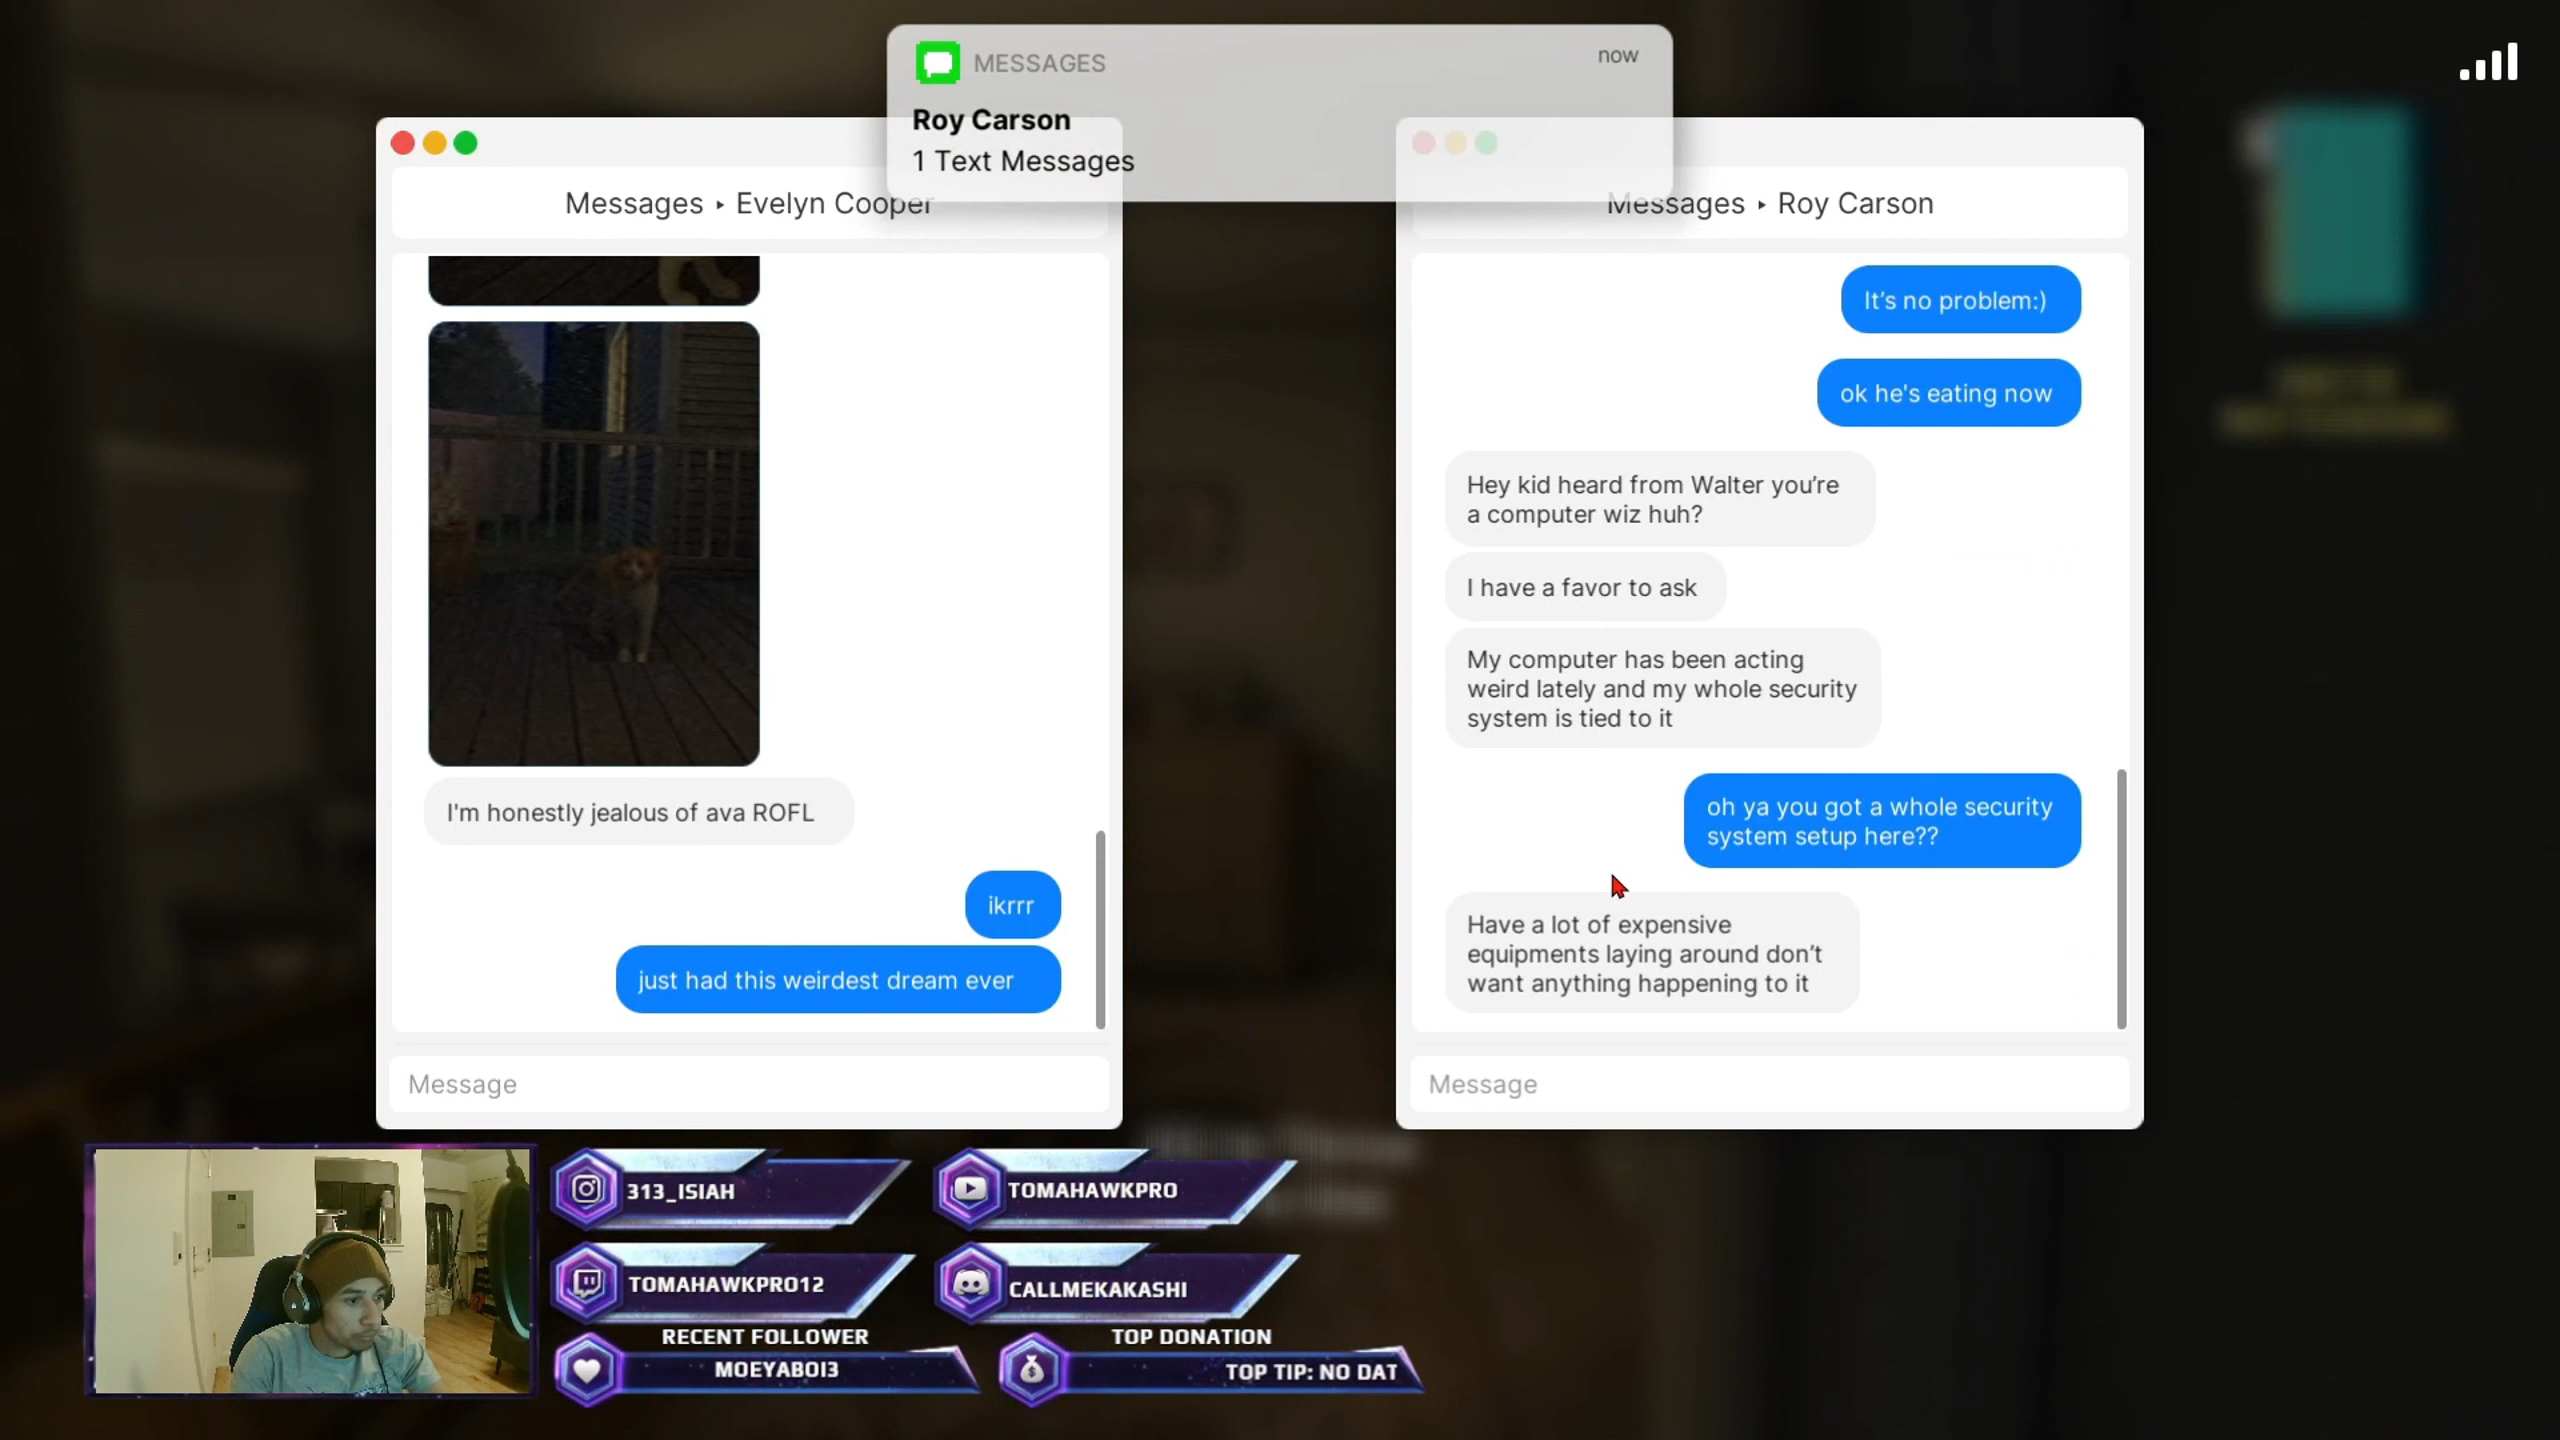 MESSAGES
now
Roy Carson
1 Text Messages
Messages ‣ Evelyn Cooper
I'm honestly jealous of ava ROFL
ikrrr
just had this weirdest dream ever
Message
Messages ‣ Roy Carson
It's no problem:)
ok he's eating now
Hey kid heard from Walter you're
a computer wiz huh?
I have a favor to ask
My computer has been acting
weird lately and my whole security
system is tied to it
oh ya you got a whole security
system setup here??
Have a lot of expensive
equipments laying around don't
want anything happening to it
Message
313_ISIAH
TOMAHAWKPRO
TOMAHAWKPRO12
CALLMEKAKASHI
RECENT FOLLOWER
MOEYABOI3
TOP DONATION
TOP TIP: NO DAT